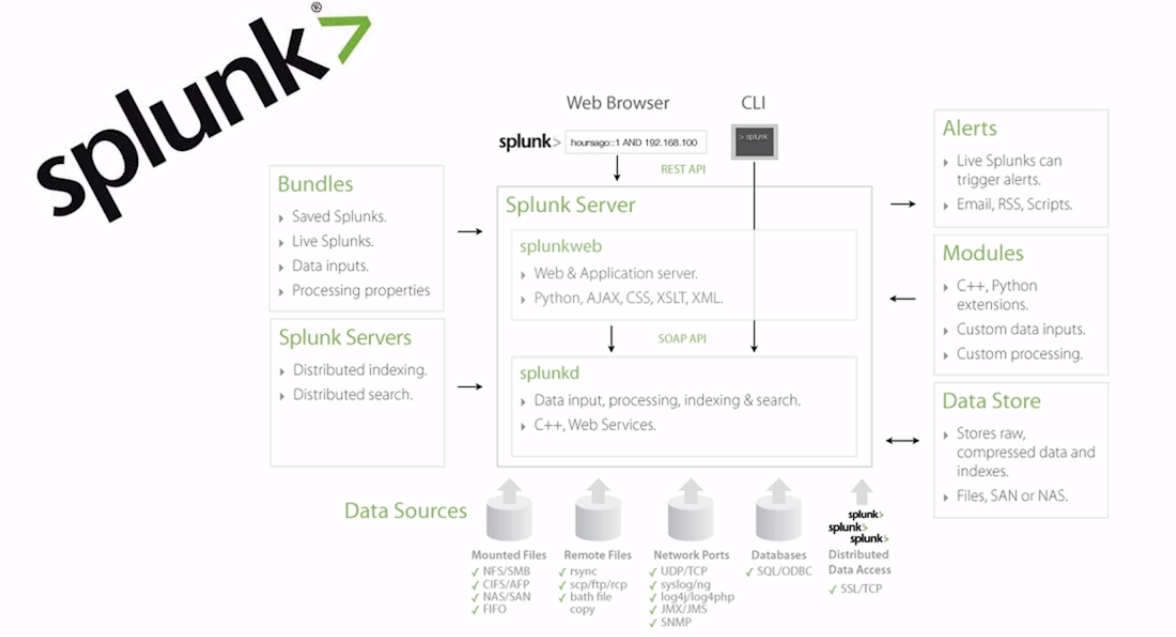 splunk>®
Web Browser
CLI
splunk>
hoursago::1 AND 192.168.100
> splunk
REST API
Bundles
Saved Splunks.
Live Splunks.
Data inputs.
Processing properties
Splunk Servers
Distributed indexing.
Distributed search.
Splunk Server
splunkweb
Web & Application server.
Python, AJAX, CSS, XSLT, XML.
SOAP API
splunkd
Data input, processing, indexing & search.
C++, Web Services.
Alerts
Live Splunks can
trigger alerts.
Email, RSS, Scripts.
Modules
C++, Python
extensions.
Custom data inputs.
Custom processing.
Data Store
Stores raw,
compressed data and
indexes.
Files, SAN or NAS.
Data Sources
Mounted Files
✓ NFS/SMB
✓ CIFS/AFP
✓ NAS/SAN
✓ FIFO
Remote Files
✓ rsync
✓ scp/ftp/rcp
✓ bath file
copy
Network Ports
✓ UDP/TCP
✓ syslog/ng
✓ log4j/log4php
✓ JMX/JMS
✓ SNMP
Databases
✓ SQL/ODBC
splunk>
splunk>
splunk>
Distributed
Data Access
✓ SSL/TCP